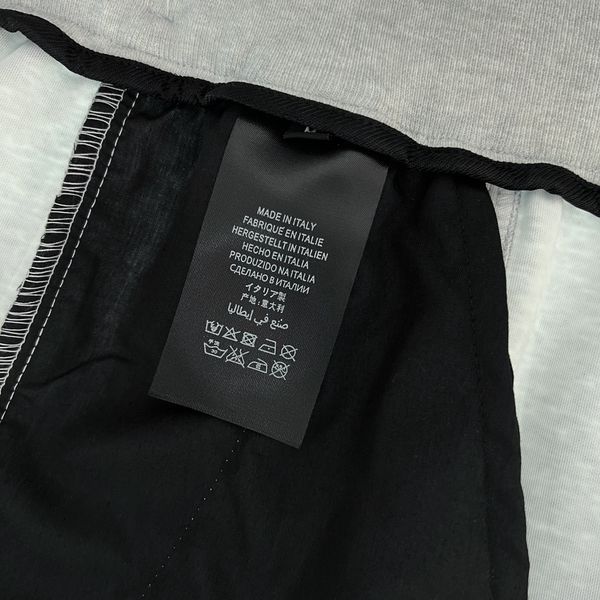 MADE IN ITALY
FABRIQUE EN ITALIE
HERGESTELLT IN ITALIEN
HECHO EN ITALIA
PRODUZIDO NA ITALIA
СДЕЛАНО В ИТАЛИИ
イタリア製
产地：意大利
صنع في إيطاليا
30